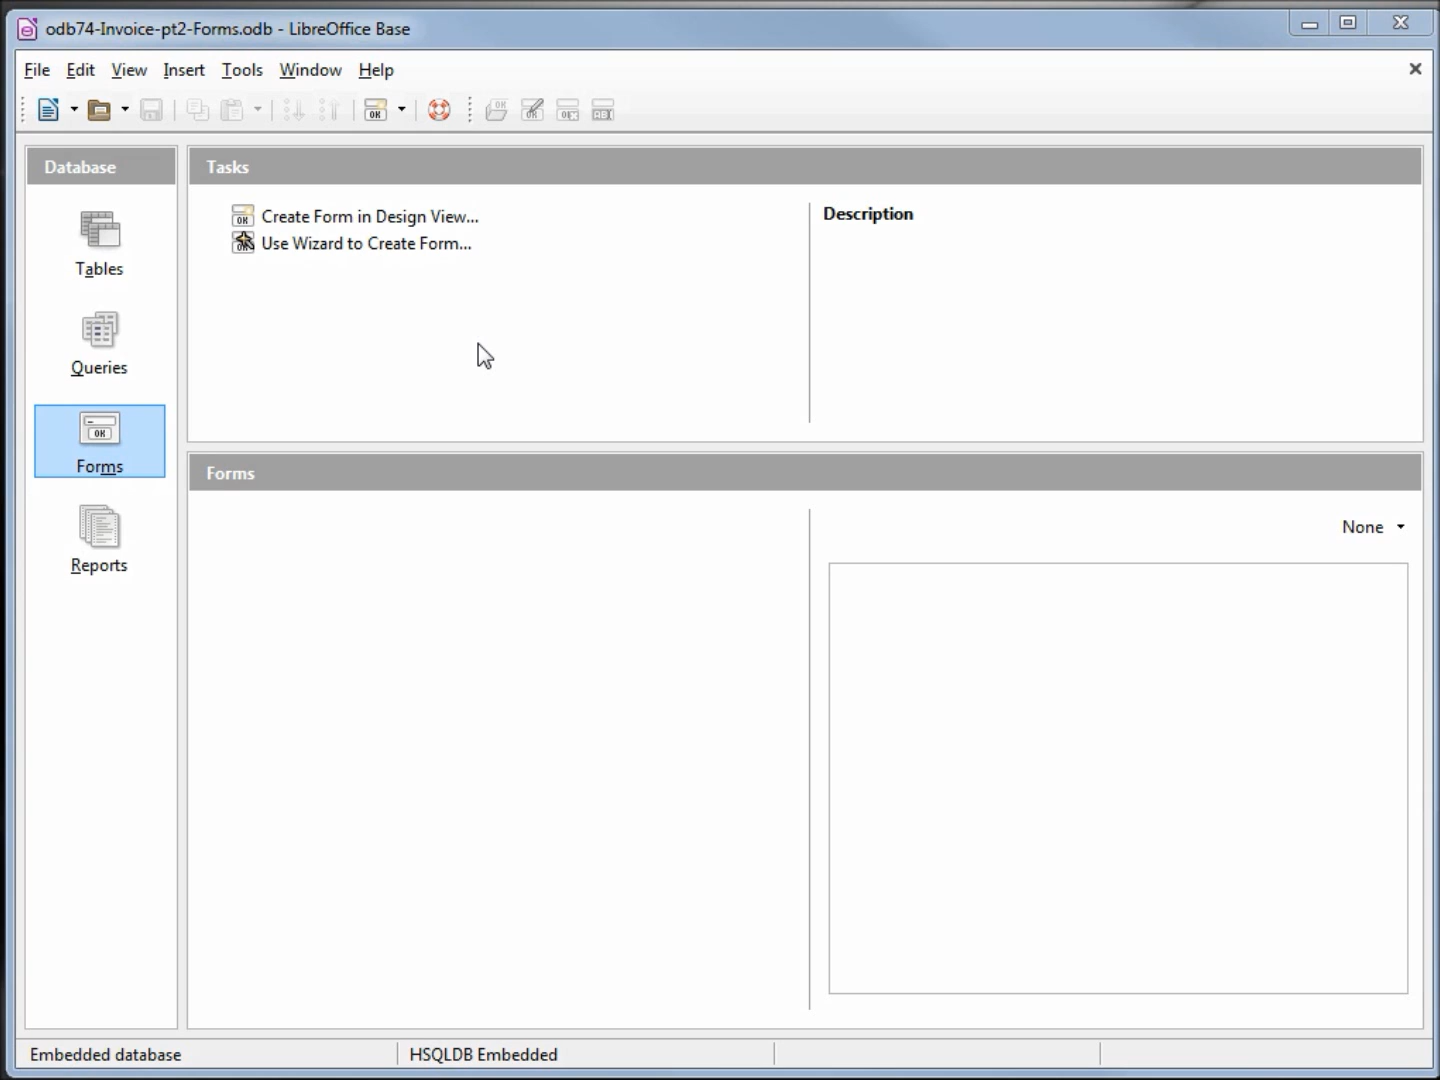 odb74-Invoice-pt2-Forms.odb - LibreOffice Base
File Edit View Insert Tools Window Help
Database
Tasks
Create Form in Design View...
Use Wizard to Create Form...
Description
Tables
Queries
Forms
Reports
Forms
None
Embedded database
HSQLDB Embedded